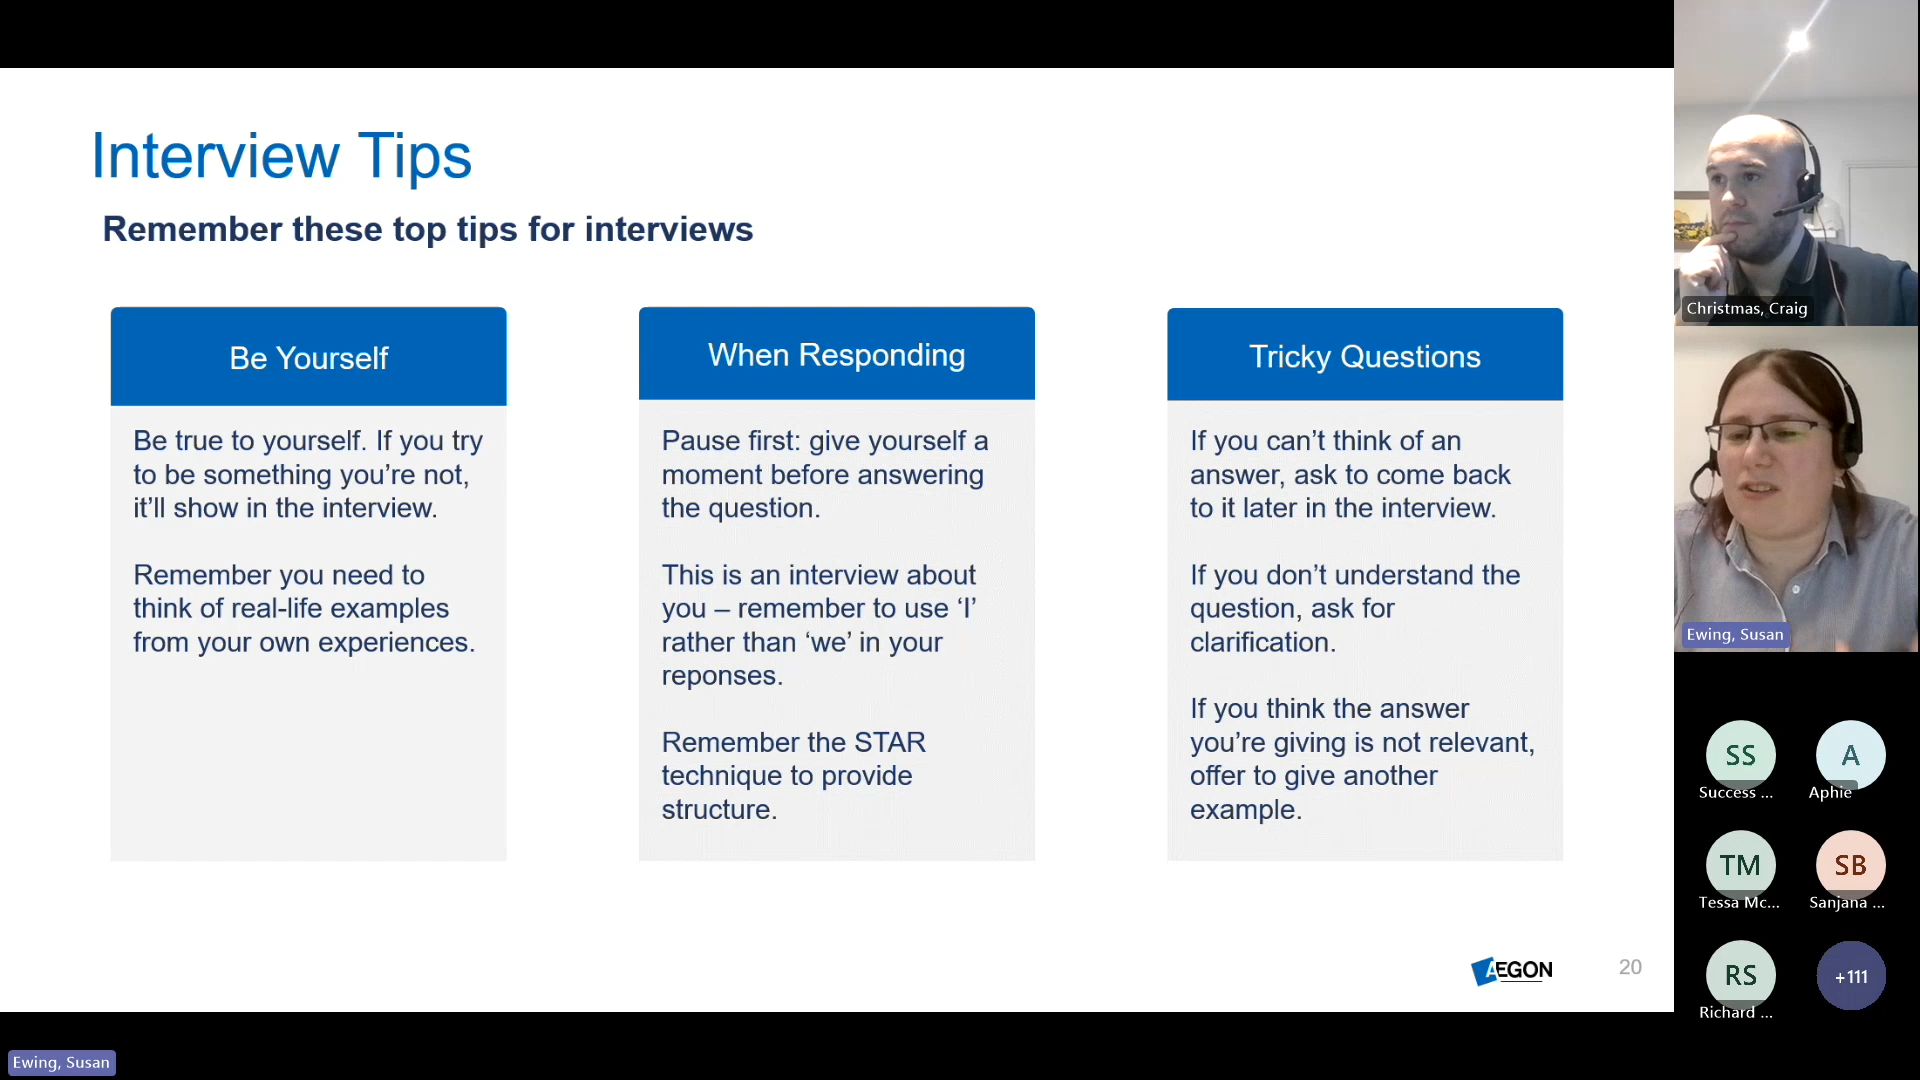 Interview Tips
Remember these top tips for interviews
Be Yourself
Be true to yourself. If you try
to be something you’re not,
it’ll show in the interview.
Remember you need to
think of real-life examples
from your own experiences.
When Responding
Pause first: give yourself a
moment before answering
the question.
This is an interview about
you – remember to use ‘I’
rather than ‘we’ in your
reponses.
Remember the STAR
technique to provide
structure.
Tricky Questions
If you can’t think of an
answer, ask to come back
to it later in the interview.
If you don’t understand the
question, ask for
clarification.
If you think the answer
you’re giving is not relevant,
offer to give another
example.
AEGON
20
Christmas, Craig
Ewing, Susan
SS
Success ...
A
Aphie
TM
Tessa Mc...
SB
Sanjana ...
RS
Richard ...
+111
Ewing, Susan